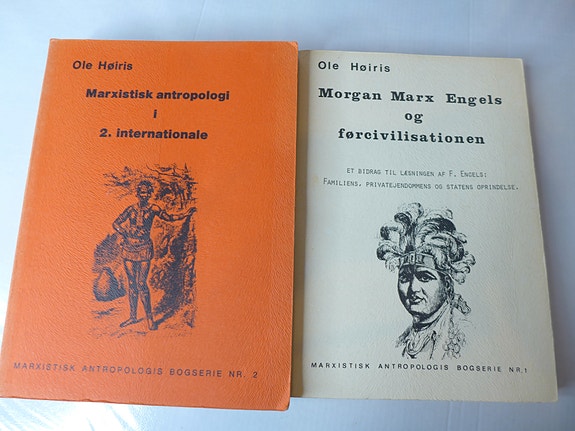 Ole Høiris
Marxistisk antropologi
i
2. internationale
MARXISTISK ANTROPOLOGIS BOGSERIE NR. 2
Ole Høiris
Morgan Marx Engels
og
førcivilisationen
ET BIDRAG TIL LÆSNINGEN AF F. ENGELS:
FAMILIENS, PRIVATEJENDOMMENS OG STATENS OPRINDELSE.
MARXISTISK ANTROPOLOGIS BOGSERIE NR.1